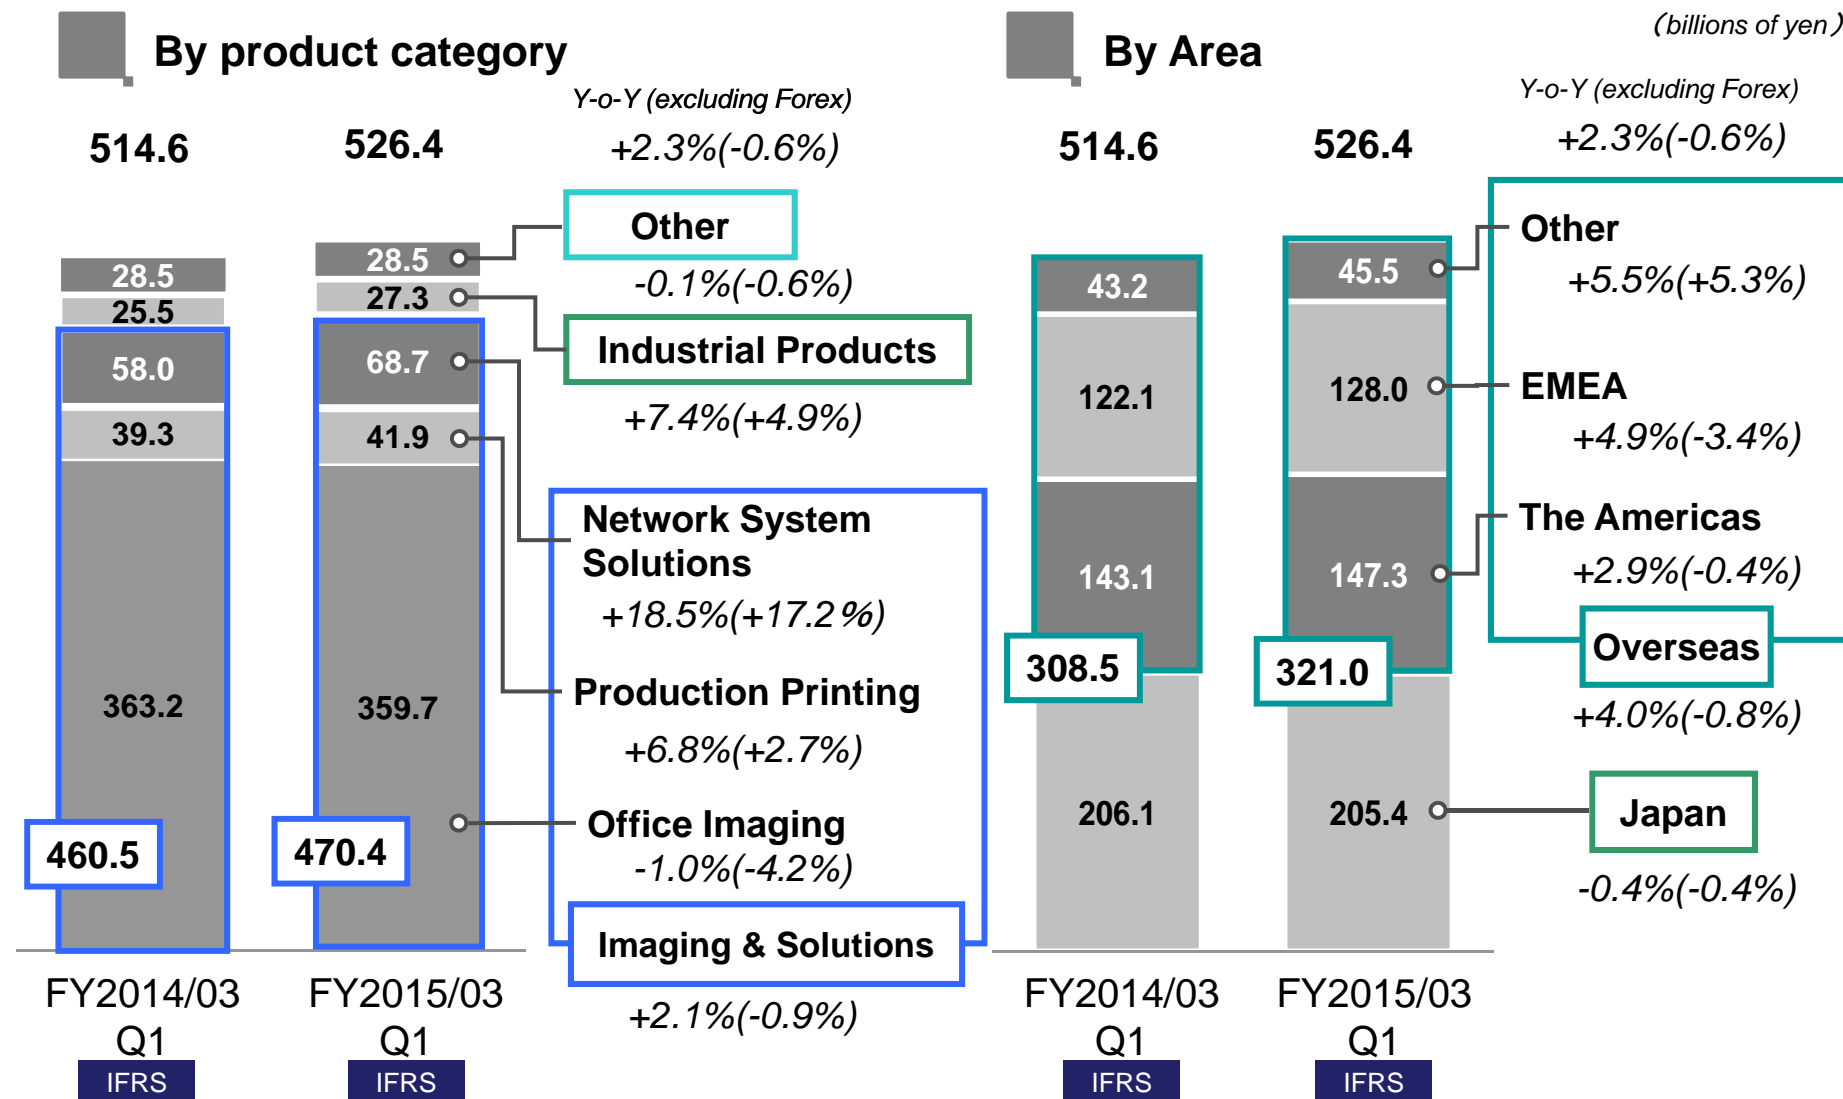 By product category
Y-o-Y (excluding Forex)
514.6
526.4
+2.3%(-0.6%)
Other
-0.1%(-0.6%)
Industrial Products
+7.4%(+4.9%)
Network System
Solutions
+18.5%(+17.2%)
Production Printing
+6.8%(+2.7%)
Office Imaging
-1.0%(-4.2%)
Imaging & Solutions
+2.1%(-0.9%)
28.5
25.5
58.0
39.3
363.2
460.5
28.5
27.3
68.7
41.9
359.7
470.4
FY2014/03
Q1
IFRS
FY2015/03
Q1
IFRS
By Area
(billions of yen)
Y-o-Y (excluding Forex)
514.6
526.4
+2.3%(-0.6%)
Other
+5.5%(+5.3%)
EMEA
+4.9%(-3.4%)
The Americas
+2.9%(-0.4%)
Overseas
+4.0%(-0.8%)
Japan
-0.4%(-0.4%)
43.2
122.1
143.1
308.5
206.1
45.5
128.0
147.3
321.0
205.4
FY2014/03
Q1
IFRS
FY2015/03
Q1
IFRS